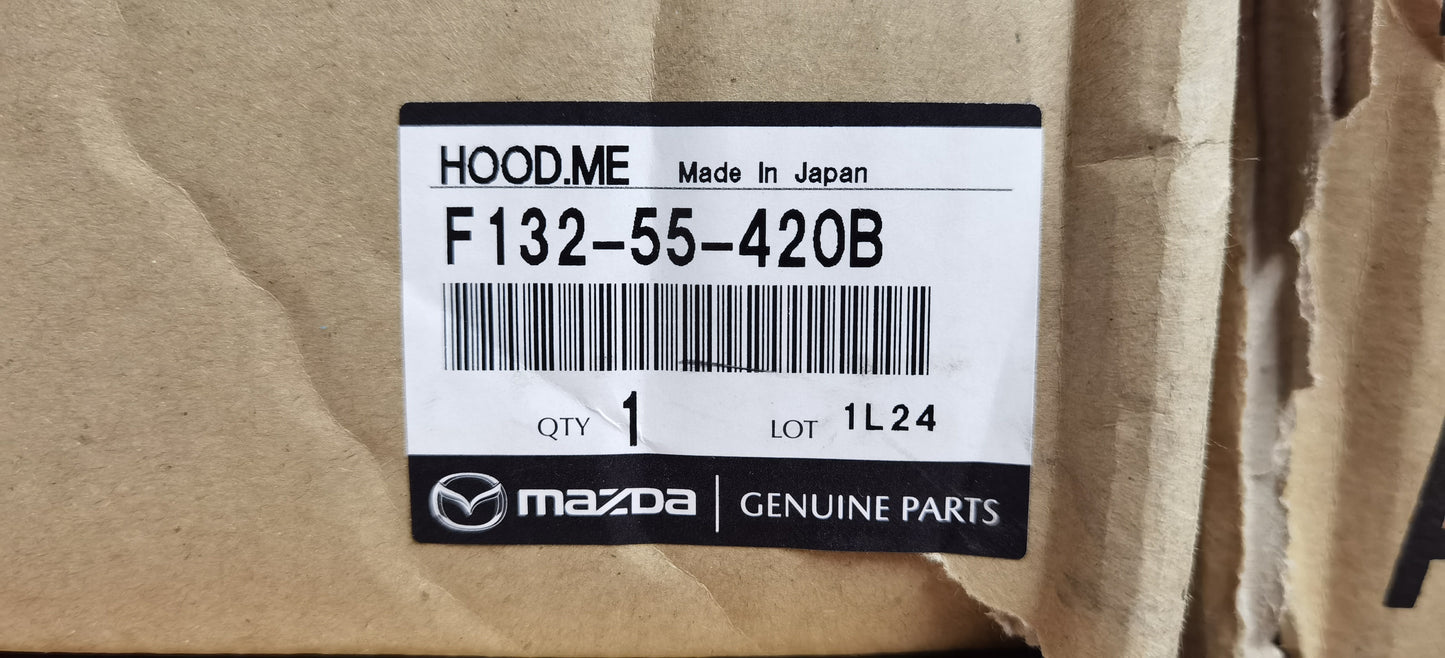 HOOD.ME Made In Japan
F132-55-420B
QTY 1 LOT 1L24
mazda GENUINE PARTS